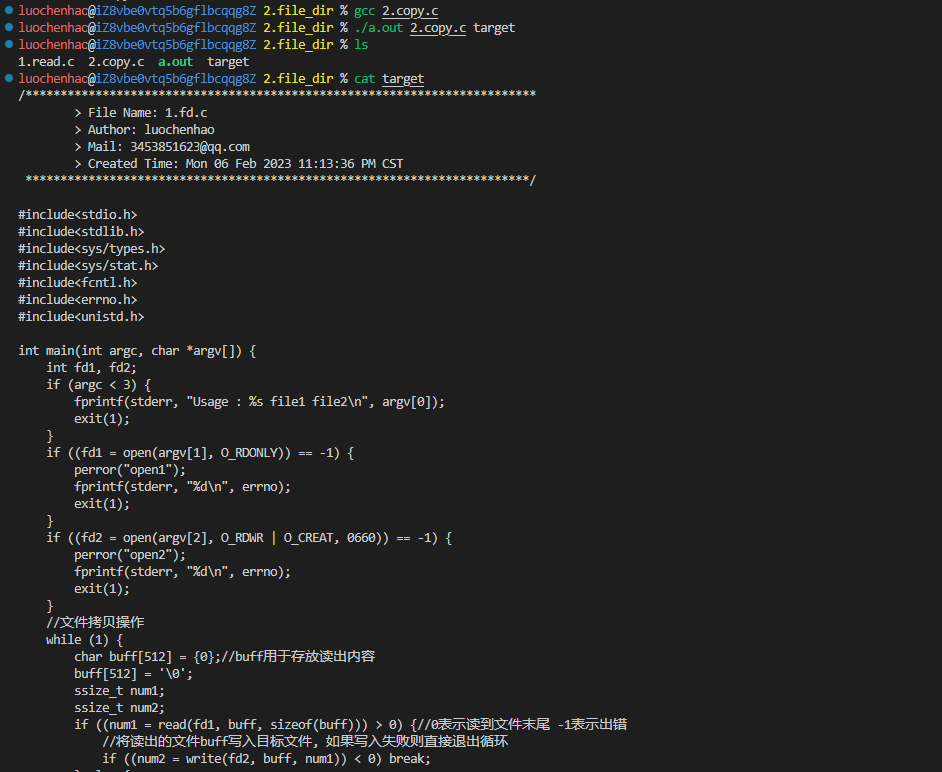 luochenhao@iZ8vbe0vtq5b6gflbcqqg8Z 2.file_dir % gcc 2.copy.c
luochenhao@iZ8vbe0vtq5b6gflbcqqg8Z 2.file_dir % ./a.out 2.copy.c target
luochenhao@iZ8vbe0vtq5b6gflbcqqg8Z 2.file_dir % ls
1.read.c  2.copy.c  a.out  target
luochenhao@iZ8vbe0vtq5b6gflbcqqg8Z 2.file_dir % cat target
/*************************************************************************
        > File Name: 1.fd.c
        > Author: luochenhao
        > Mail: 3453851623@qq.com
        > Created Time: Mon 06 Feb 2023 11:13:36 PM CST
 ************************************************************************/
#include<stdio.h>
#include<stdlib.h>
#include<sys/types.h>
#include<sys/stat.h>
#include<fcntl.h>
#include<errno.h>
#include<unistd.h>
int main(int argc, char *argv[]) {
    int fd1, fd2;
    if (argc < 3) {
        fprintf(stderr, "Usage : %s file1 file2\n", argv[0]);
        exit(1);
    }
    if ((fd1 = open(argv[1], O_RDONLY)) == -1) {
        perror("open1");
        fprintf(stderr, "%d\n", errno);
        exit(1);
    }
    if ((fd2 = open(argv[2], O_RDWR | O_CREAT, 0660)) == -1) {
        perror("open2");
        fprintf(stderr, "%d\n", errno);
        exit(1);
    }
    //文件拷贝操作
    while (1) {
        char buff[512] = {0};//buff用于存放读出内容
        buff[512] = '\0';
        ssize_t num1;
        ssize_t num2;
        if ((num1 = read(fd1, buff, sizeof(buff))) > 0) {//0表示读到文件末尾 -1表示出错
            //将读出的文件buff写入目标文件, 如果写入失败则直接退出循环
            if ((num2 = write(fd2, buff, num1)) < 0) break;